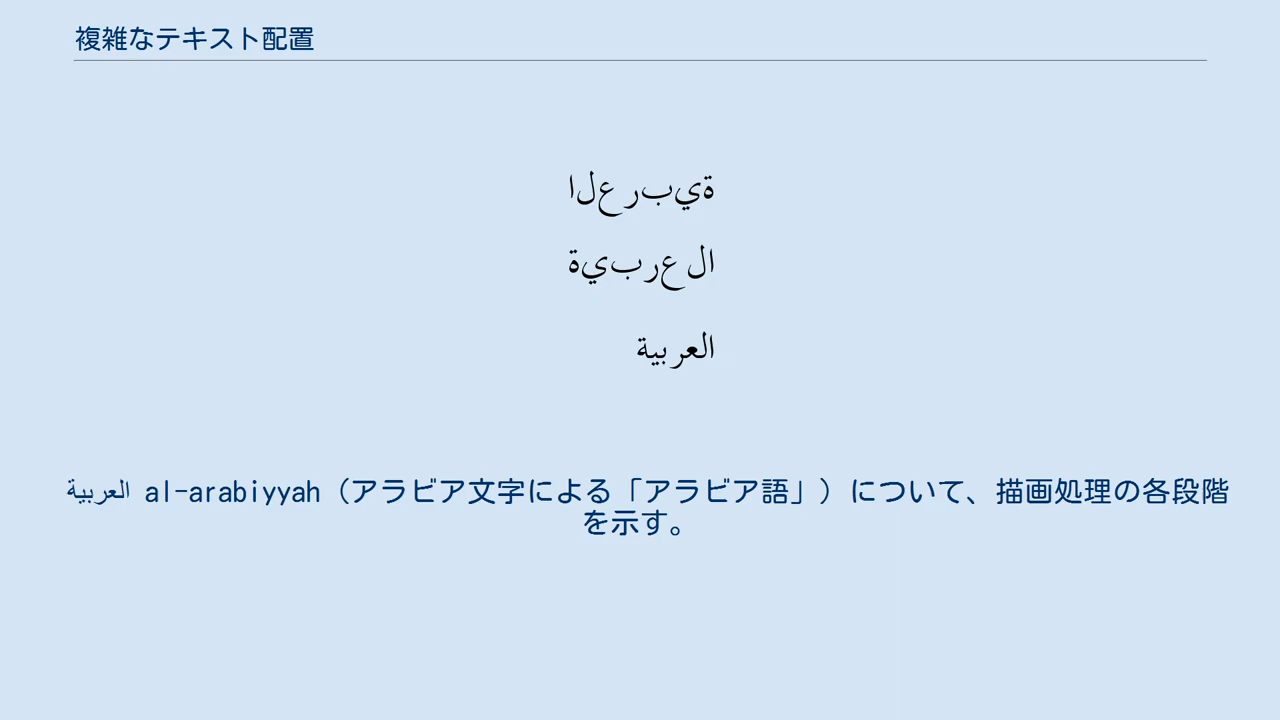 複雑なテキスト配置
ة ي ب ر ع ل ا
ا ل ع ر ب ي ة
العربية
العربية al-arabiyyah（アラビア文字による「アラビア語」）について、描画処理の各段階
を示す。